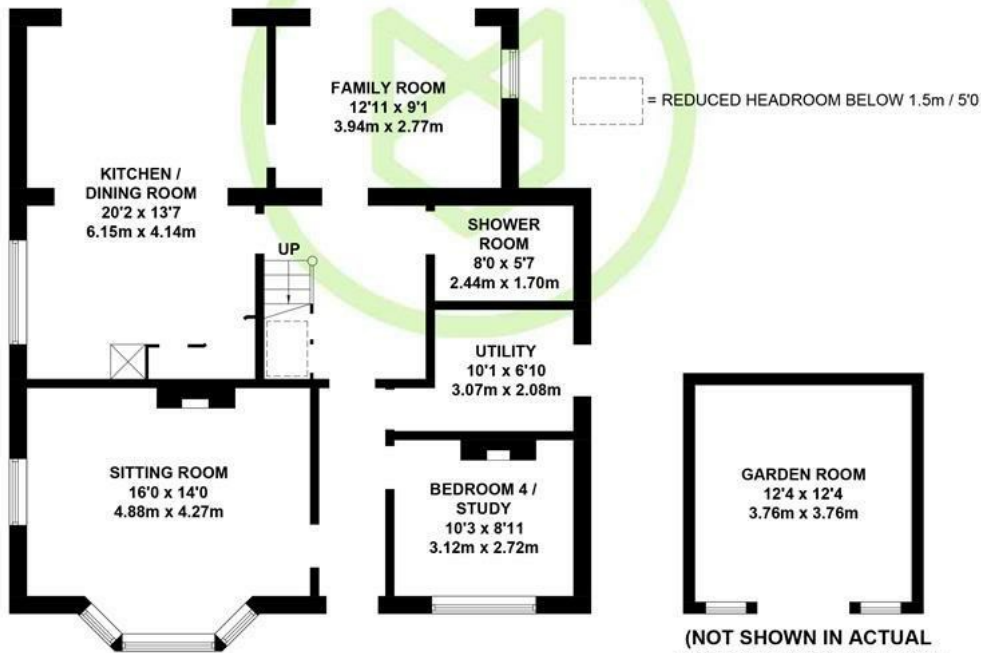 FAMILY ROOM
12'11 x 9'1
3.94m x 2.77m
= REDUCED HEADROOM BELOW 1.5m / 5'0
KITCHEN /
DINING ROOM
20'2 x 13'7
6.15m x 4.14m
UP
SHOWER
ROOM
8'0 x 5'7
2.44m x 1.70m
UTILITY
10'1 x 6'10
3.07m x 2.08m
SITTING ROOM
16'0 x 14'0
4.88m x 4.27m
BEDROOM 4 /
STUDY
10'3 x 8'11
3.12m x 2.72m
GARDEN ROOM
12'4 x 12'4
3.76m x 3.76m
(NOT SHOWN IN ACTUAL